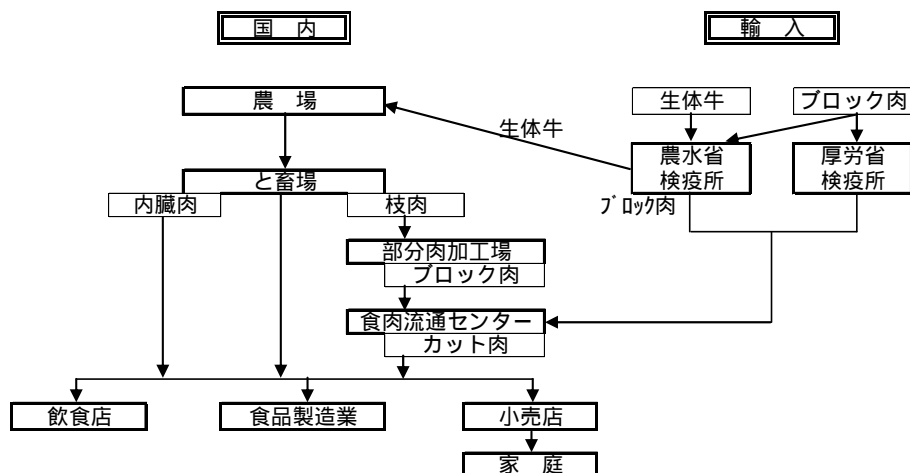 国 内
輸 入
農 場
生体牛
ブロック肉
生体牛
農水省
検疫所
厚労省
検疫所
と畜場
内臓肉
枝肉
ブロック肉
部分肉加工場
ブロック肉
食肉流通センター
カット肉
飲食店
食品製造業
小売店
家 庭